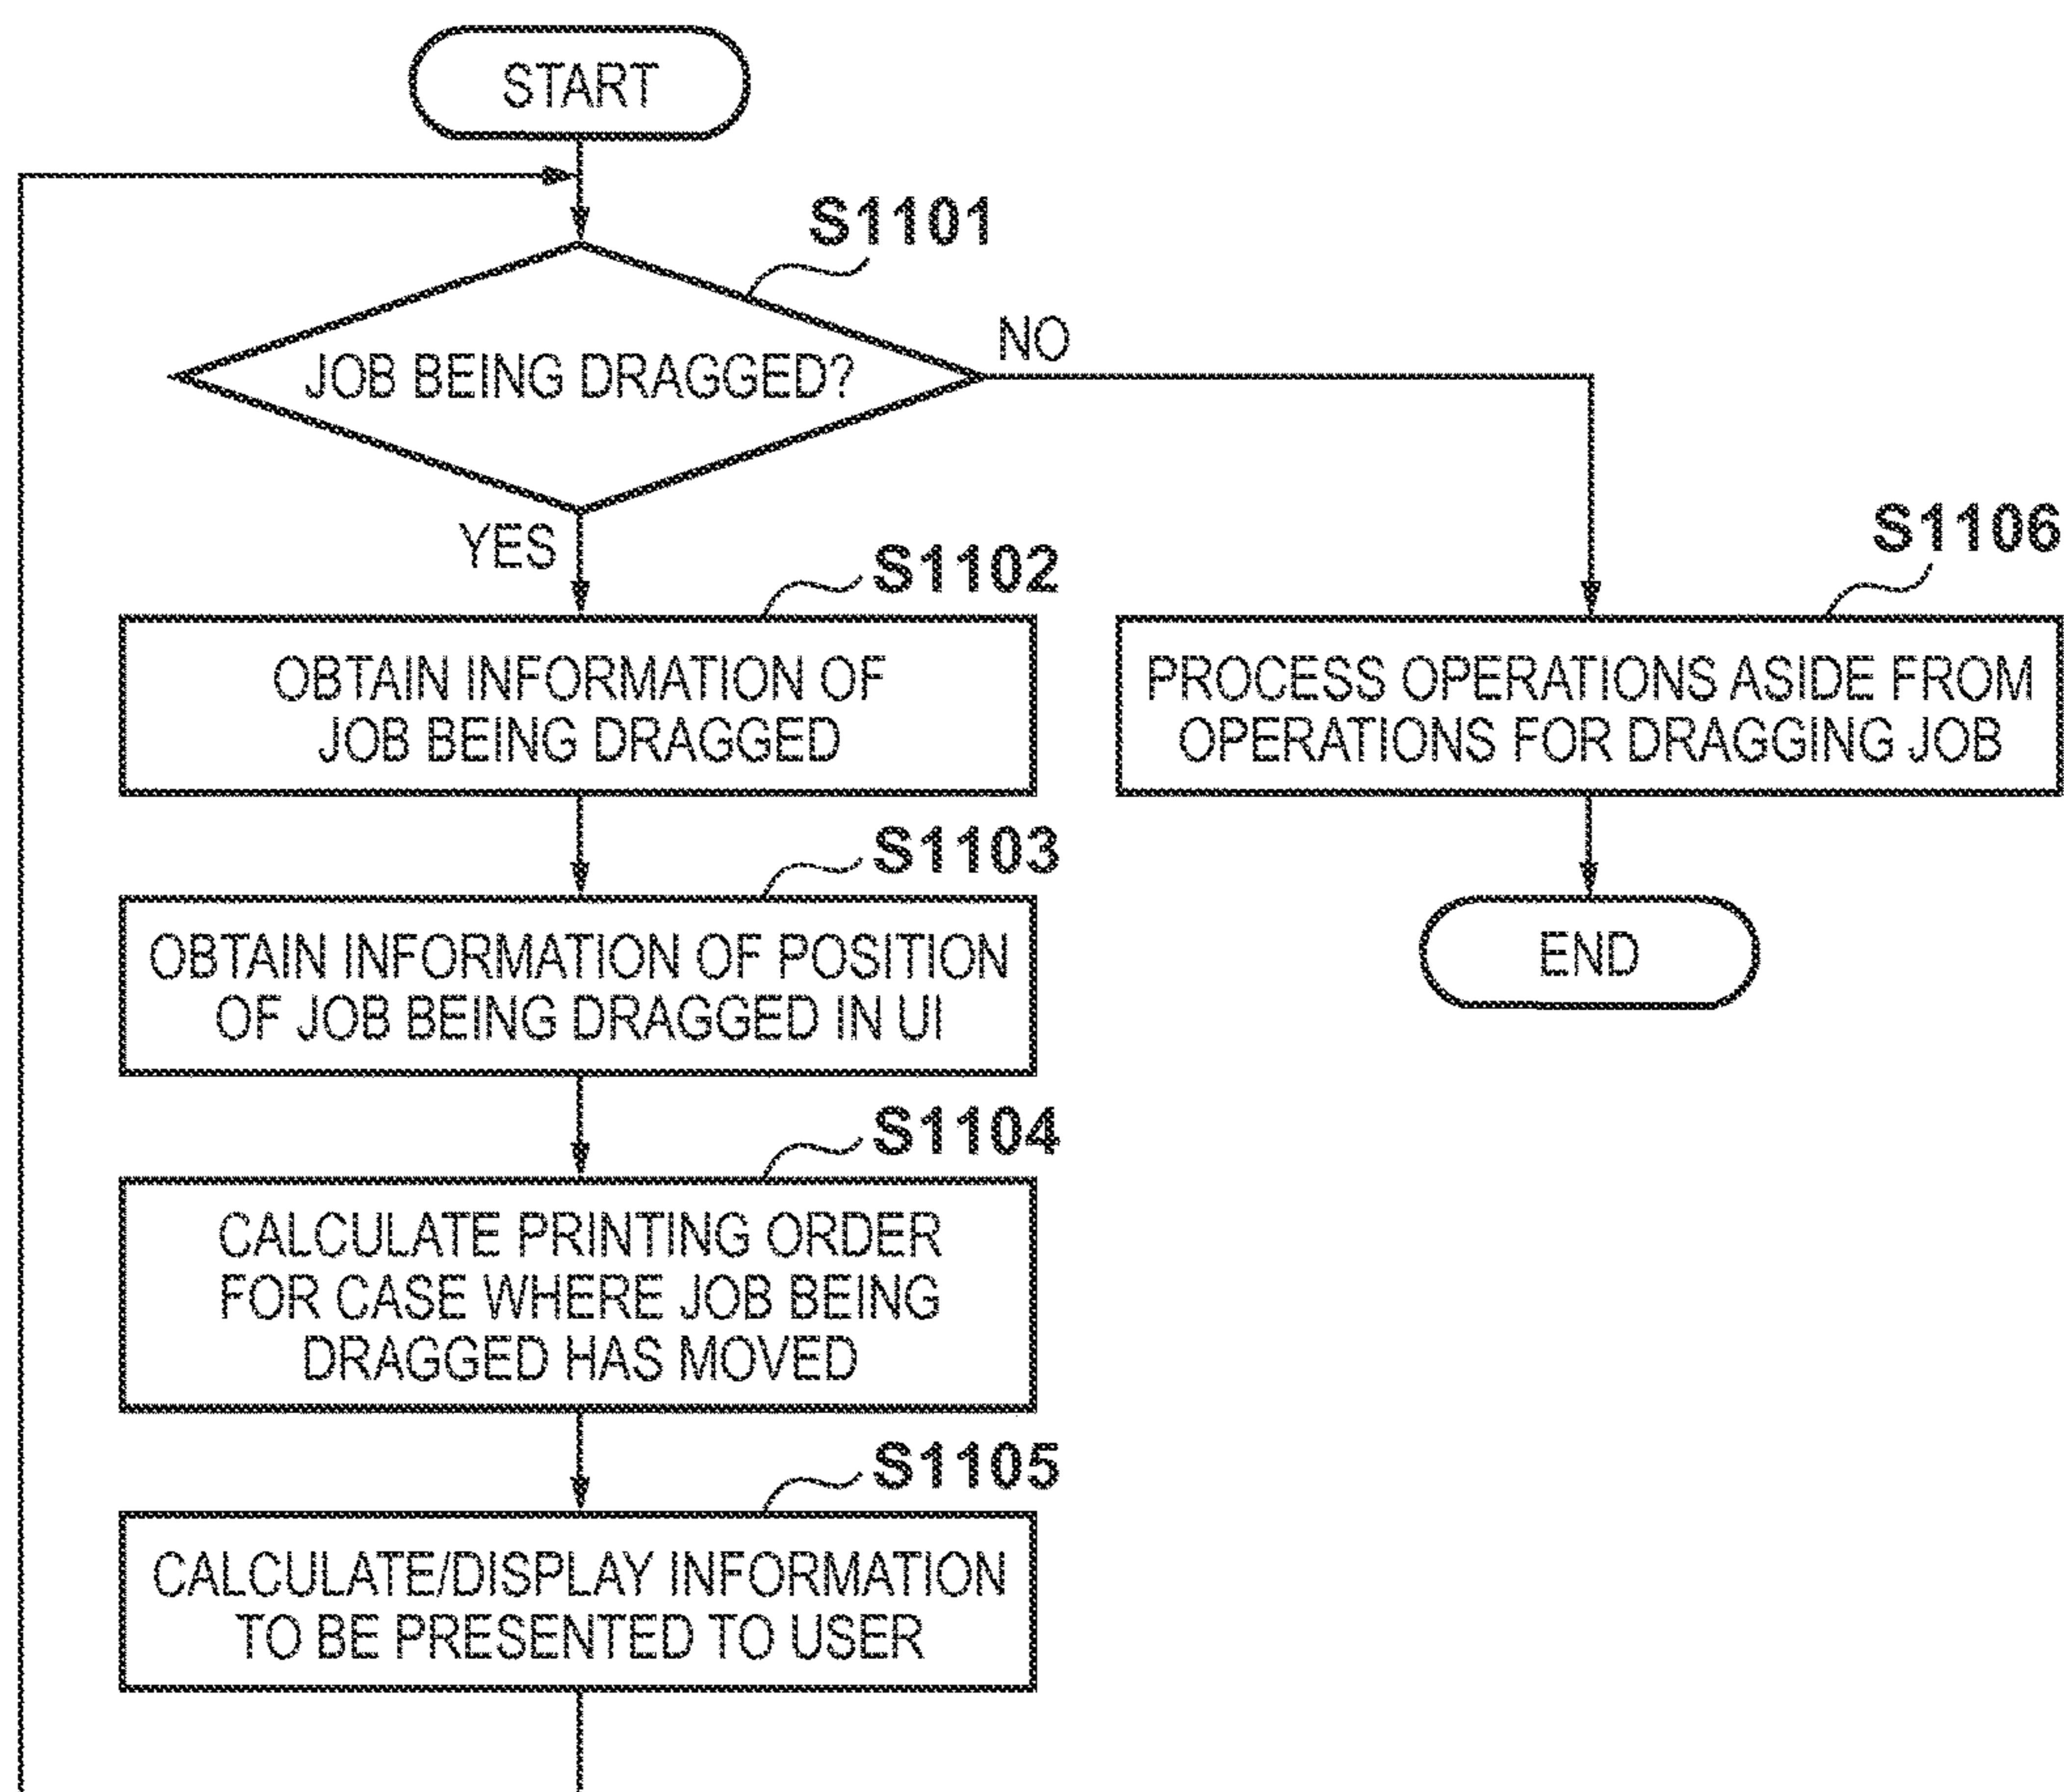 START
S1101
JOB BEING DRAGGED?
NO
YES
S1102
OBTAIN INFORMATION OF
JOB BEING DRAGGED
S1106
PROCESS OPERATIONS ASIDE FROM
OPERATIONS FOR DRAGGING JOB
S1103
OBTAIN INFORMATION OF POSITION
OF JOB BEING DRAGGED IN UI
END
S1104
CALCULATE PRINTING ORDER
FOR CASE WHERE JOB BEING
DRAGGED HAS MOVED
S1105
CALCULATE/DISPLAY INFORMATION
TO BE PRESENTED TO USER